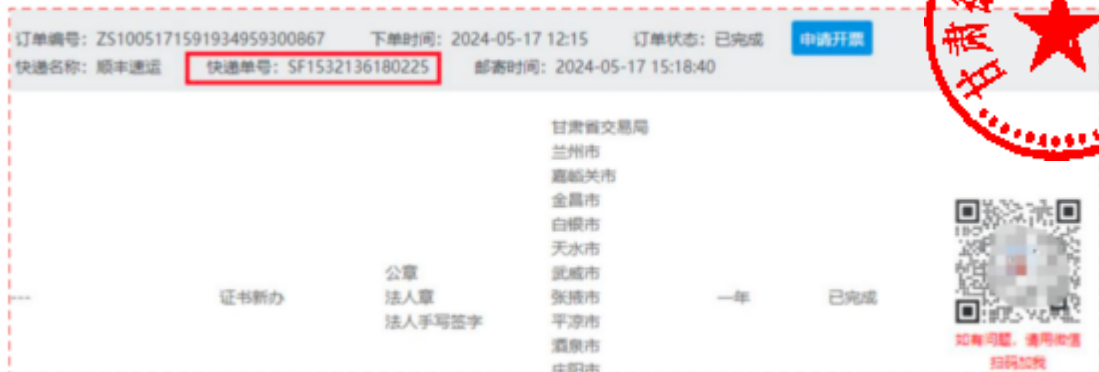 订单编号：ZS1005171591934959300867 下单时间：2024-05-17 12:15 订单状态：已完成 申请开票
快递名称：顺丰速运 快递单号：SF1532136180225 邮寄时间：2024-05-17 15:18:40
甘肃省交易局
兰州市
嘉峪关市
金昌市
白银市
天水市
公章 武威市
--- 证书新办 法人章 张掖市 一年 已完成
法人手写签字 平凉市
酒泉市
庆阳市
如有问题，请用微信
扫码加我
甘肃